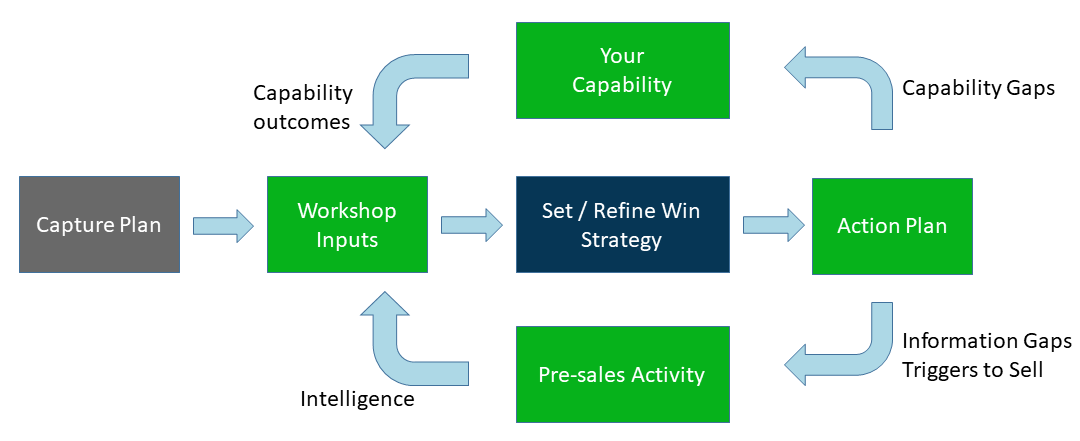 Your
Capability
Capability Gaps
Capability
outcomes
Capture Plan
Workshop
Inputs
Set / Refine Win
Strategy
Action Plan
Information Gaps
Triggers to Sell
Pre-sales Activity
Intelligence